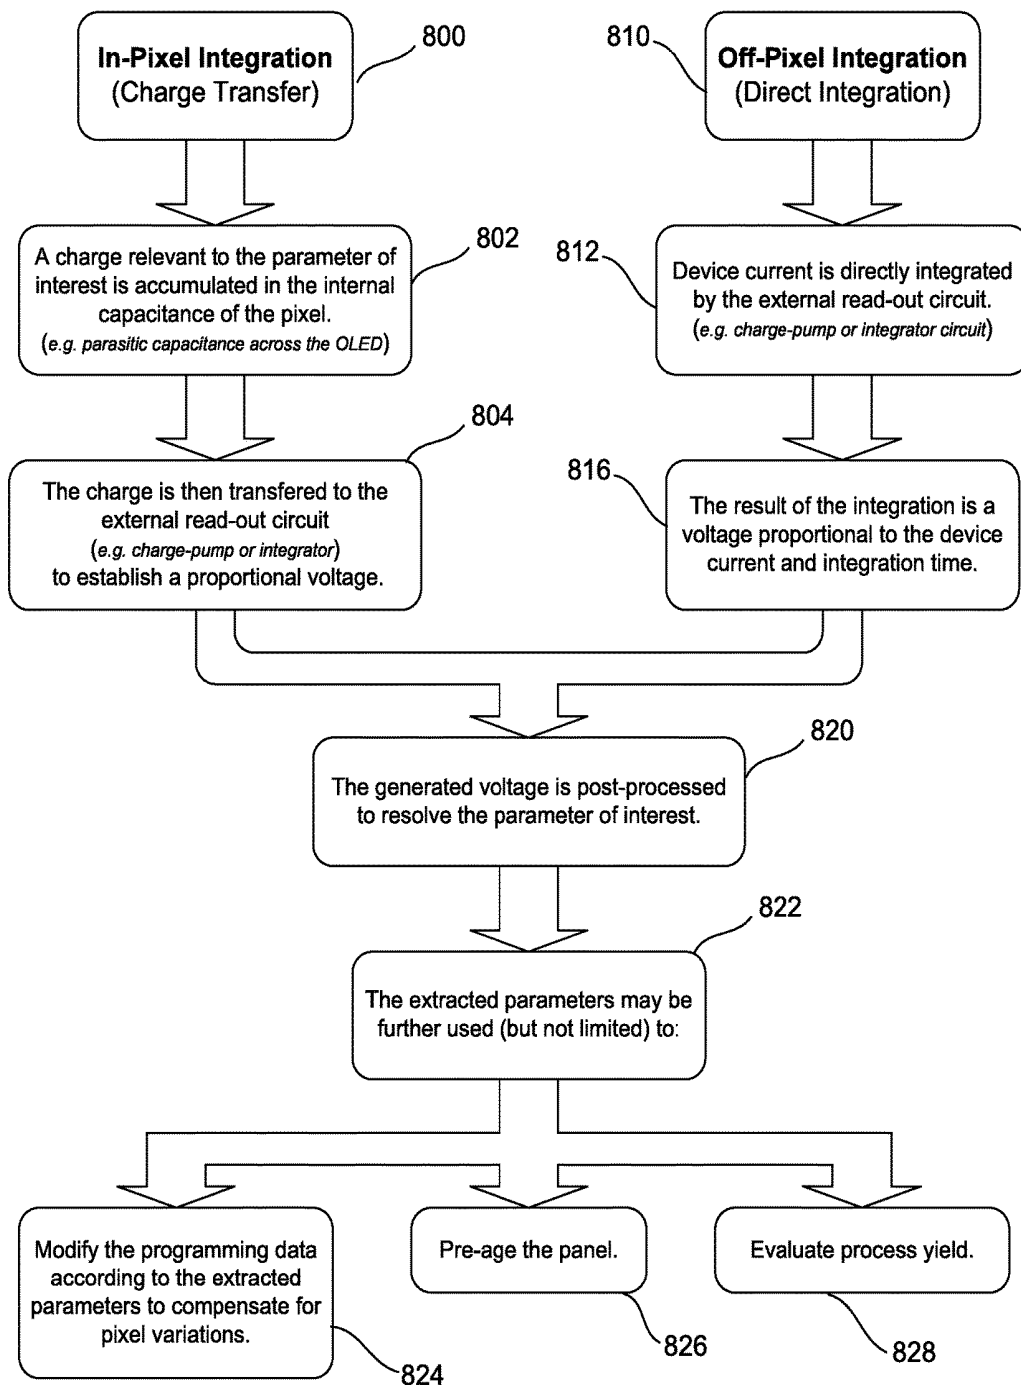 In-Pixel Integration
(Charge Transfer)
800
810
Off-Pixel Integration
(Direct Integration)
A charge relevant to the parameter of
interest is accumulated in the internal
capacitance of the pixel.
(e.g. parasitic capacitance across the OLED)
802
812
Device current is directly integrated
by the external read-out circuit.
(e.g. charge-pump or integrator circuit)
The charge is then transfered to the
external read-out circuit
(e.g. charge-pump or integrator)
to establish a proportional voltage.
804
816
The result of the integration is a
voltage proportional to the device
current and integration time.
The generated voltage is post-processed
to resolve the parameter of interest.
820
The extracted parameters may be
further used (but not limited) to:
822
Modify the programming data
according to the extracted
parameters to compensate for
pixel variations.
824
Pre-age the panel.
826
Evaluate process yield.
828